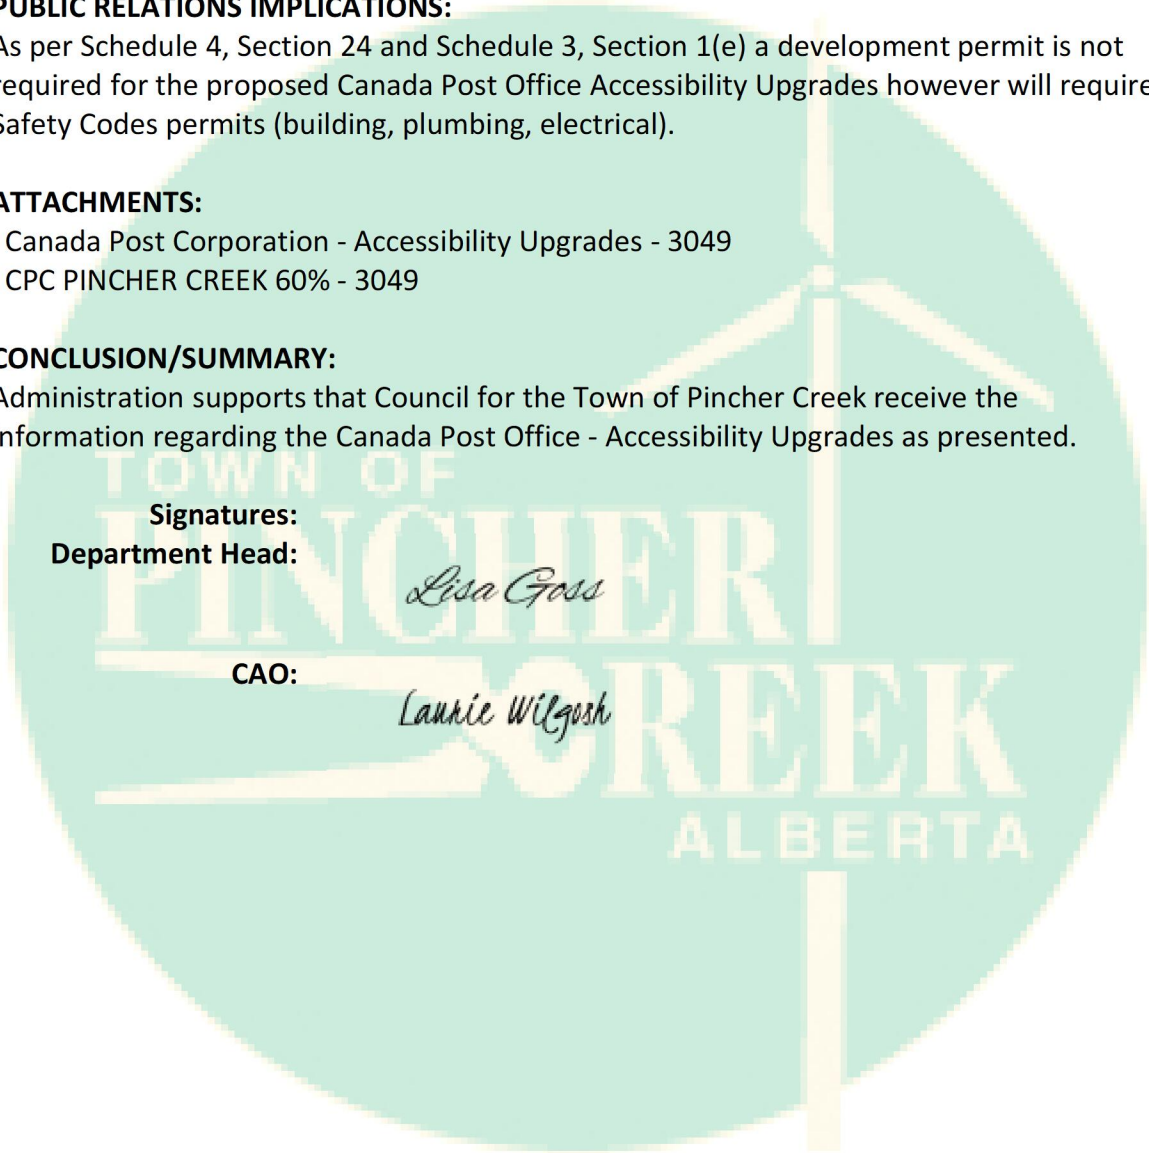 PUBLIC RELATIONS IMPLICATIONS:
As per Schedule 4, Section 24 and Schedule 3, Section 1(e) a development permit is not
required for the proposed Canada Post Office Accessibility Upgrades however will require
Safety Codes permits (building, plumbing, electrical).
ATTACHMENTS:
Canada Post Corporation - Accessibility Upgrades - 3049
CPC PINCHER CREEK 60% - 3049
CONCLUSION/SUMMARY:
Administration supports that Council for the Town of Pincher Creek receive the
information regarding the Canada Post Office - Accessibility Upgrades as presented.
TOWN OF
PINCHER
CREEK
ALBERTA
Signatures:
Department Head:
Lisa Goss
CAO:
Laurie Wilgosh